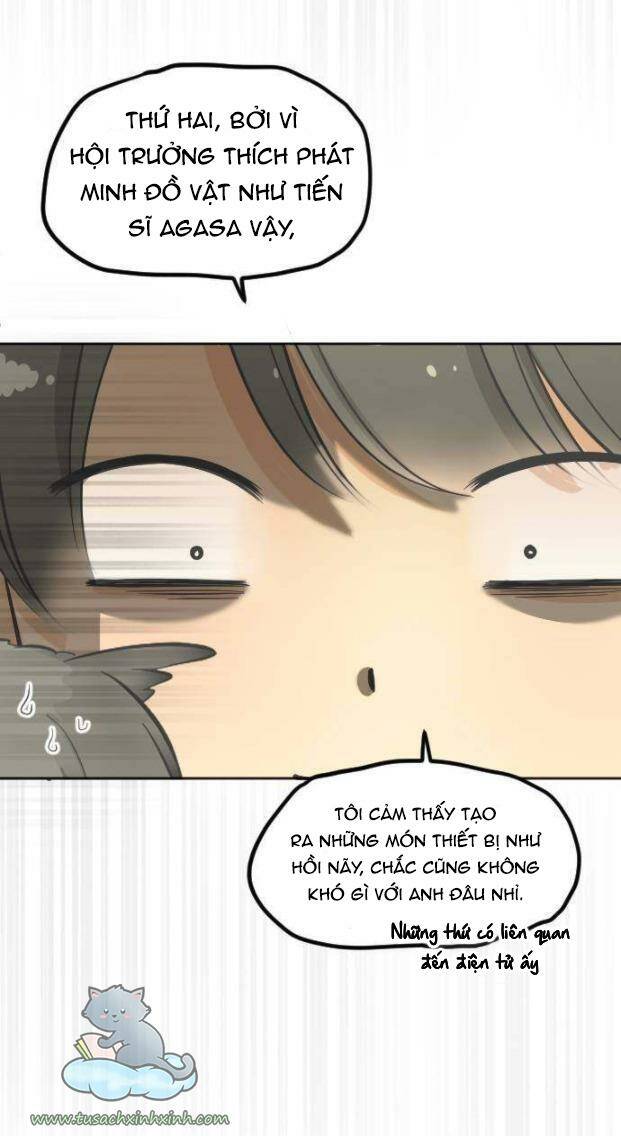 THỨ HAI, BỞI VÌ
HỘI TRƯỞNG THÍCH PHÁT
MINH ĐỒ VẬT NHƯ TIẾN
SĨ AGASA VẬY,
TÔI CẢM THẤY TẠO
RA NHỮNG MÓN THIẾT BỊ NHƯ
HỒI NÃY, CHẮC CŨNG KHÔNG
KHÓ GÌ VỚI ANH ĐÂU NHỈ.
Những thứ có liên quan
đến điện tử ấy
www.tusachxinhxinh.com